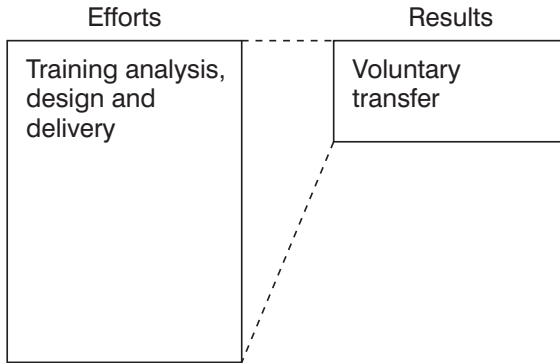 Efforts
Results
Training analysis,
design and
delivery
Voluntary
transfer